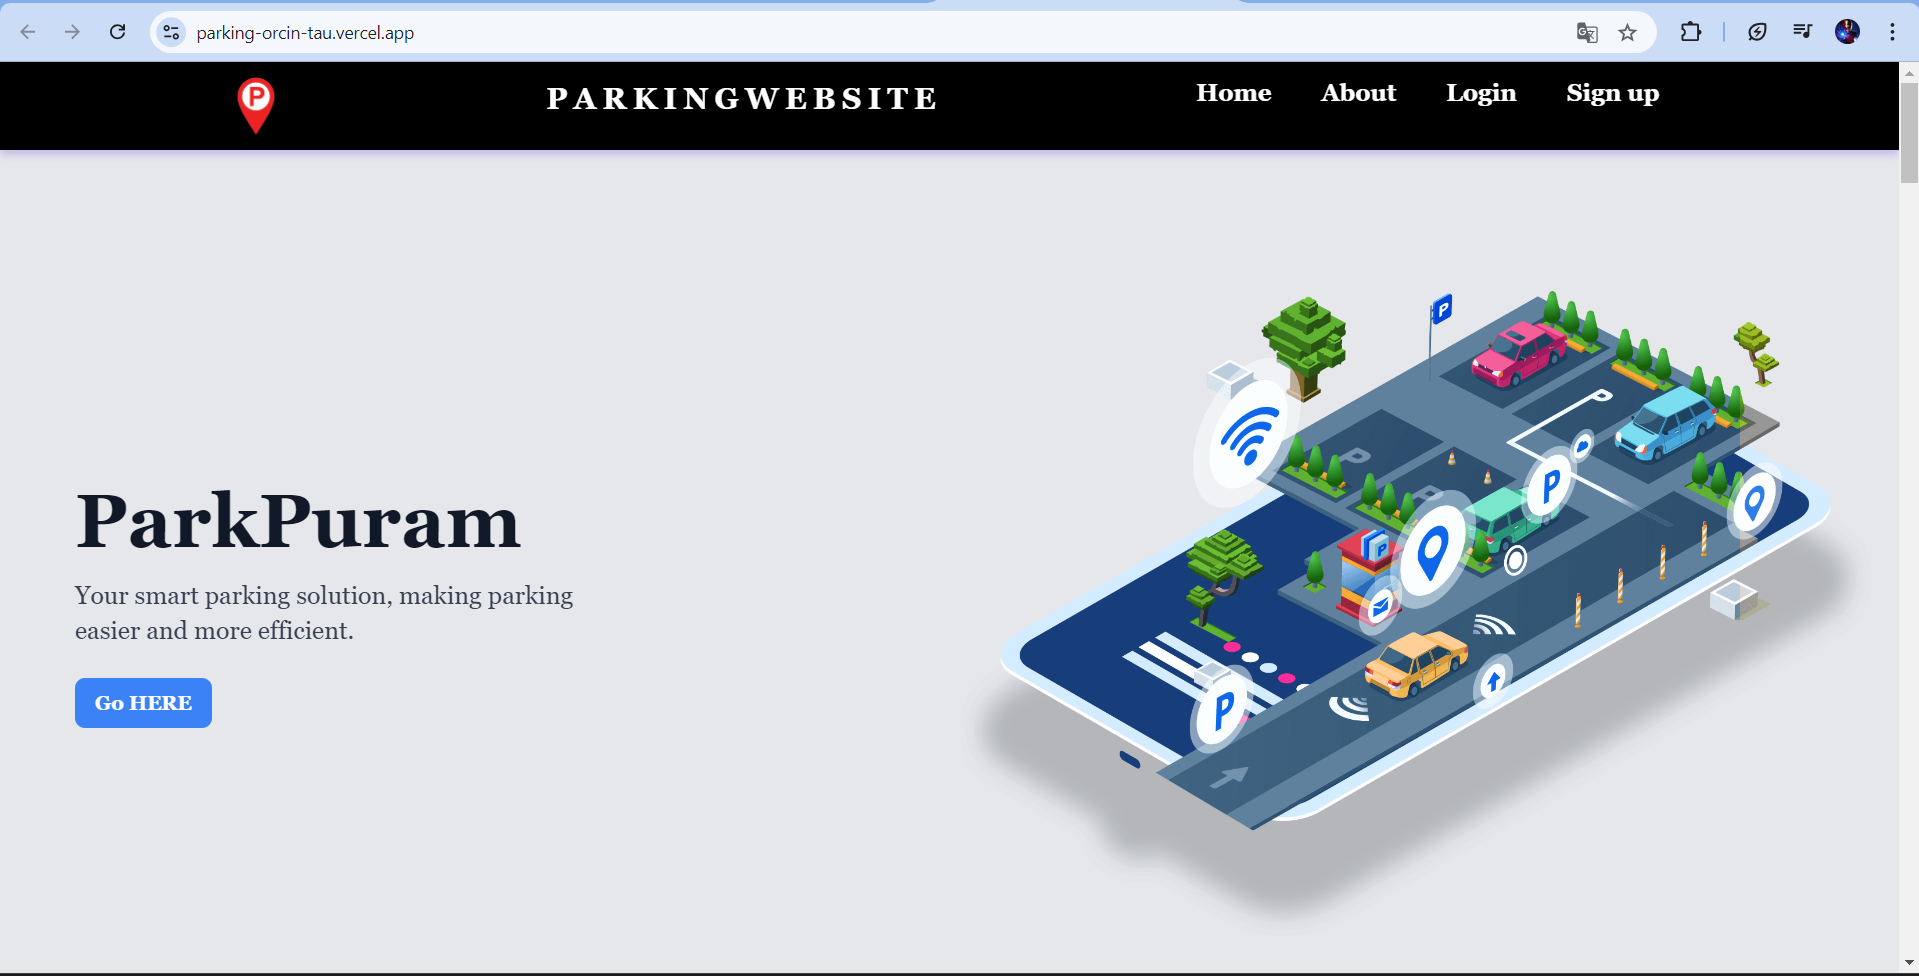 parking-orcin-tau.vercel.app
P
PARKINGWEBSITE
Home About Login Sign up
P
P
P
P
P
P
ParkPuram
Your smart parking solution, making parking
easier and more efficient.
Go HERE
P